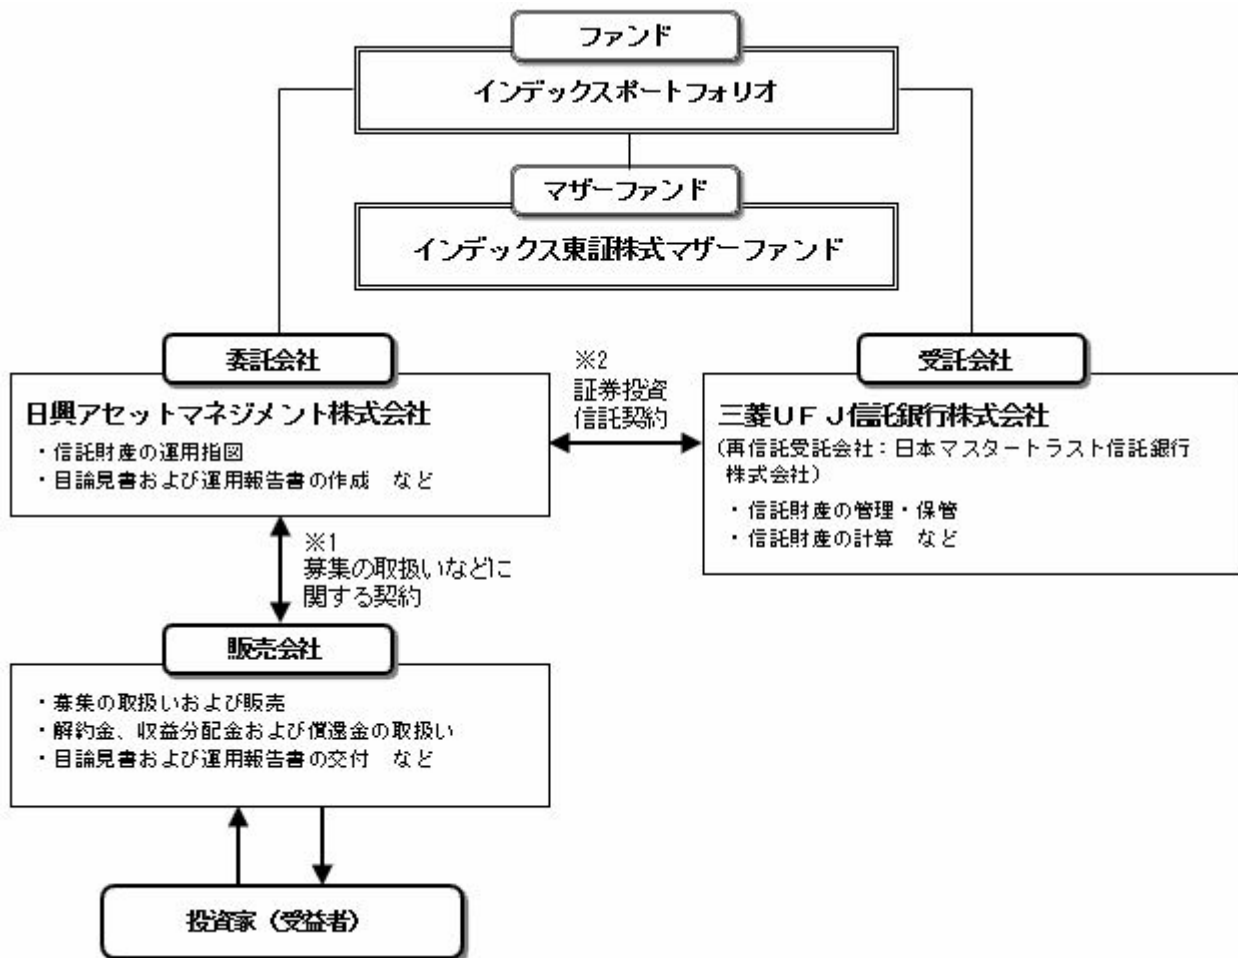 ファンド
インデックスポートフォリオ
マザーファンド
インデックス東証株式マザーファンド
委託会社
日興アセットマネジメント株式会社
・信託財産の運用指図
・目論見書および運用報告書の作成 など
※2
証券投資
信託契約
受託会社
三菱UFJ信託銀行株式会社
(再信託受託会社：日本マスタートラスト信託銀行
株式会社)
・信託財産の管理・保管
・信託財産の計算 など
※1
募集の取扱いなどに
関する契約
販売会社
・募集の取扱いおよび販売
・解約金、収益分配金および償還金の取扱い
・目論見書および運用報告書の交付 など
投資家（受益者）